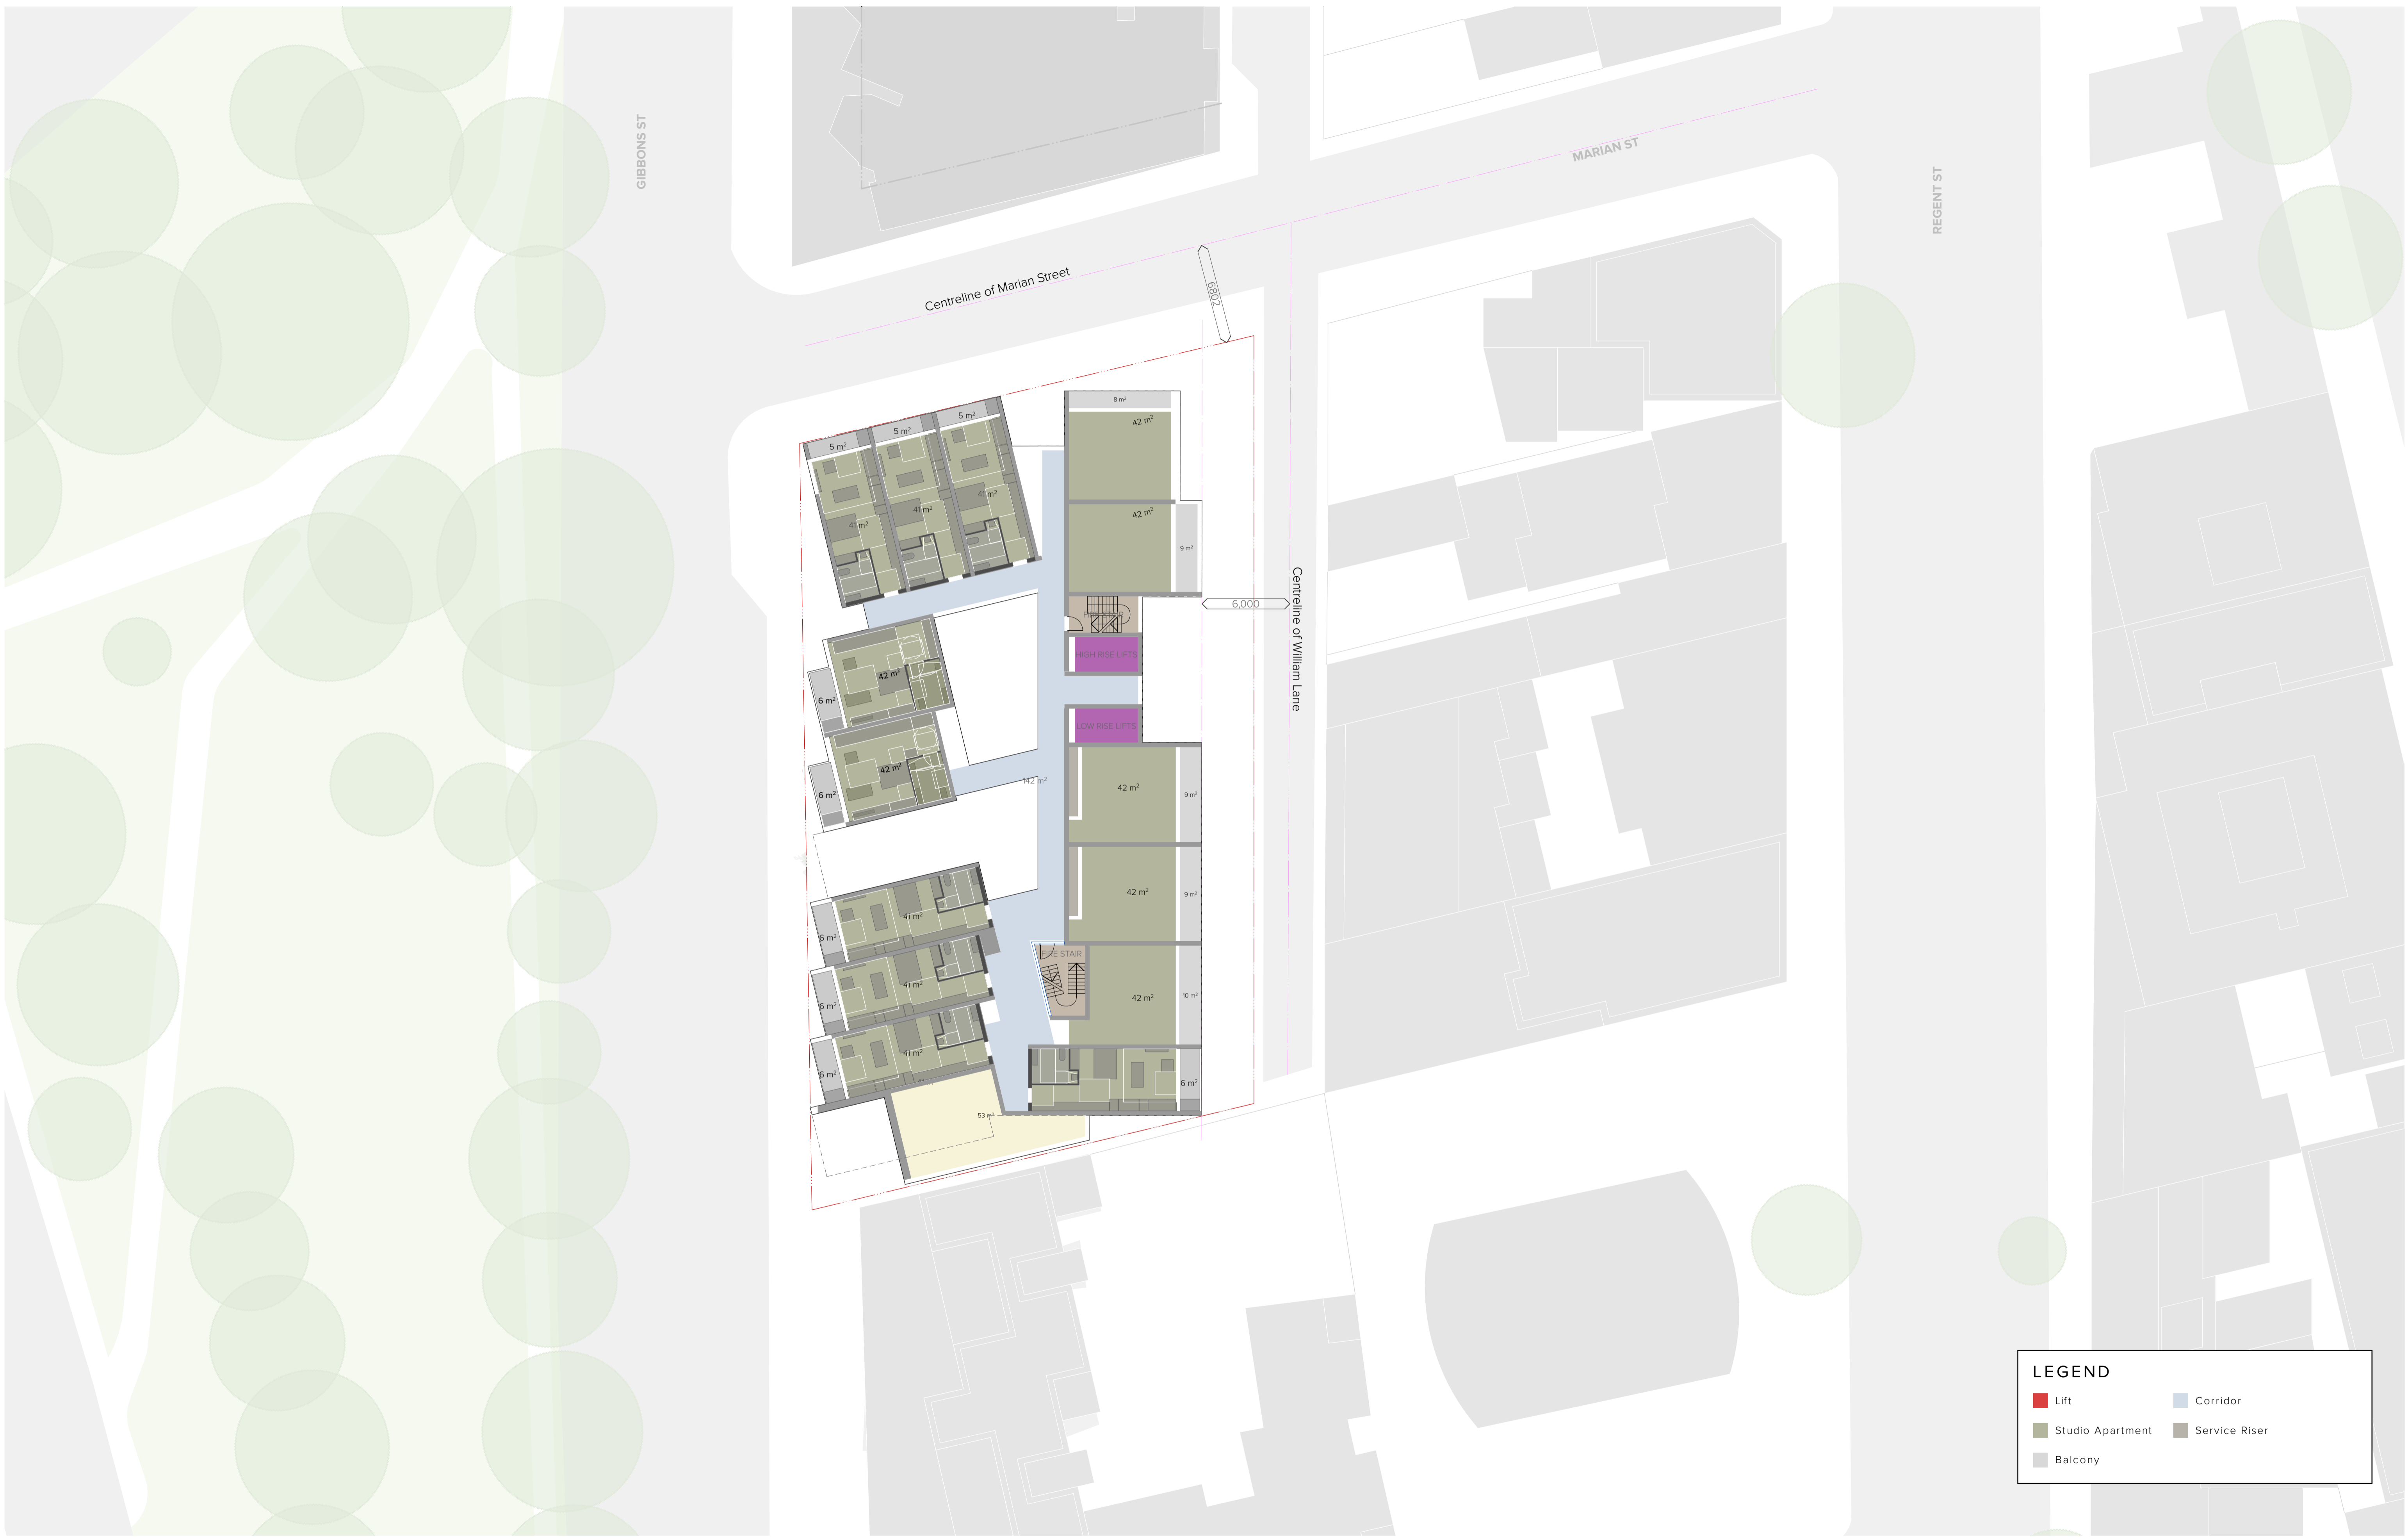 GIBBONS ST
MARIAN ST
REGENT ST
Centreline of Marian Street
6802
5 m²
5 m²
5 m²
8 m²
42 m²
41 m²
41 m²
41 m²
42 m²
9 m²
Centreline of William Lane
6,000
HIGH RISE LIFTS
42 m²
6 m²
LOW RISE LIFTS
42 m²
6 m²
142 m²
42 m²
9 m²
42 m²
9 m²
41 m²
6 m²
FIRE STAIR
41 m²
6 m²
42 m²
10 m²
41 m²
6 m²
6 m²
53 m²
LEGEND
Lift
Corridor
Studio Apartment
Service Riser
Balcony